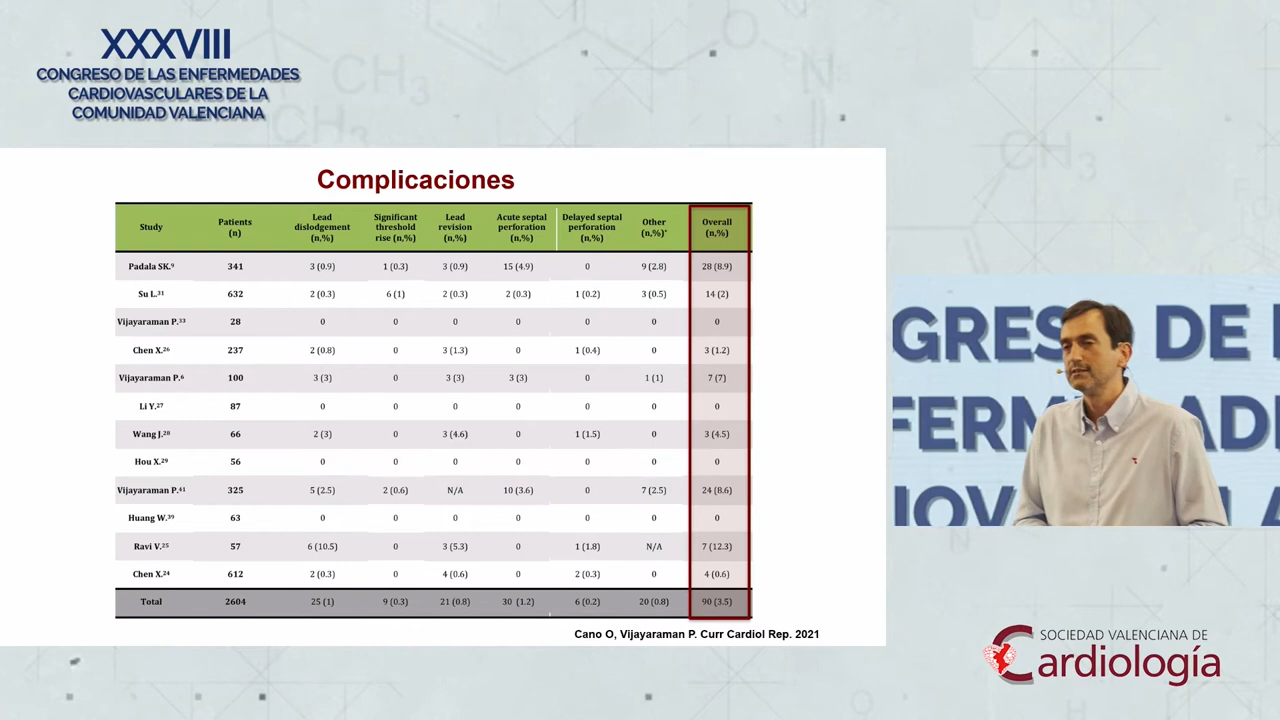 XXXVIII
CONGRESO DE LAS ENFERMEDADES
CARDIOVASCULARES DE LA
COMUNIDAD VALENCIANA
Complicaciones
Study Patients (n) Lead dislodgement (n,%) Significant threshold rise (n,%) Lead revision (n,%) Acute septal perforation (n,%) Delayed septal perforation (n,%) Other (n,%)* Overall (n,%)
Padala SK.⁹ 341 3 (0.9) 1 (0.3) 3 (0.9) 15 (4.9) 0 9 (2.8) 28 (8.9)
Su L.³¹ 632 2 (0.3) 6 (1) 2 (0.3) 2 (0.3) 1 (0.2) 3 (0.5) 14 (2)
Vijayaraman P.³³ 28 0 0 0 0 0 0 0
Chen X.²⁶ 237 2 (0.8) 0 3 (1.3) 0 1 (0.4) 0 3 (1.2)
Vijayaraman P.⁶ 100 3 (3) 0 3 (3) 3 (3) 0 1 (1) 7 (7)
Li Y.²⁷ 87 0 0 0 0 0 0 0
Wang J.²⁸ 66 2 (3) 0 3 (4.6) 0 1 (1.5) 0 3 (4.5)
Hou X.²⁹ 56 0 0 0 0 0 0 0
Vijayaraman P.⁴¹ 325 5 (2.5) 2 (0.6) N/A 10 (3.6) 0 7 (2.5) 24 (8.6)
Huang W.³⁹ 63 0 0 0 0 0 0 0
Ravi V.²⁵ 57 6 (10.5) 0 3 (5.3) 0 1 (1.8) N/A 7 (12.3)
Chen X.²⁴ 612 2 (0.3) 0 4 (0.6) 0 2 (0.3) 0 4 (0.6)
Total 2604 25 (1) 9 (0.3) 21 (0.8) 30 (1.2) 6 (0.2) 20 (0.8) 90 (3.5)
Cano O, Vijayaraman P. Curr Cardiol Rep. 2021
GRESO DE
FERM ADE
IOV
SOCIEDAD VALENCIANA DE
Cardiología